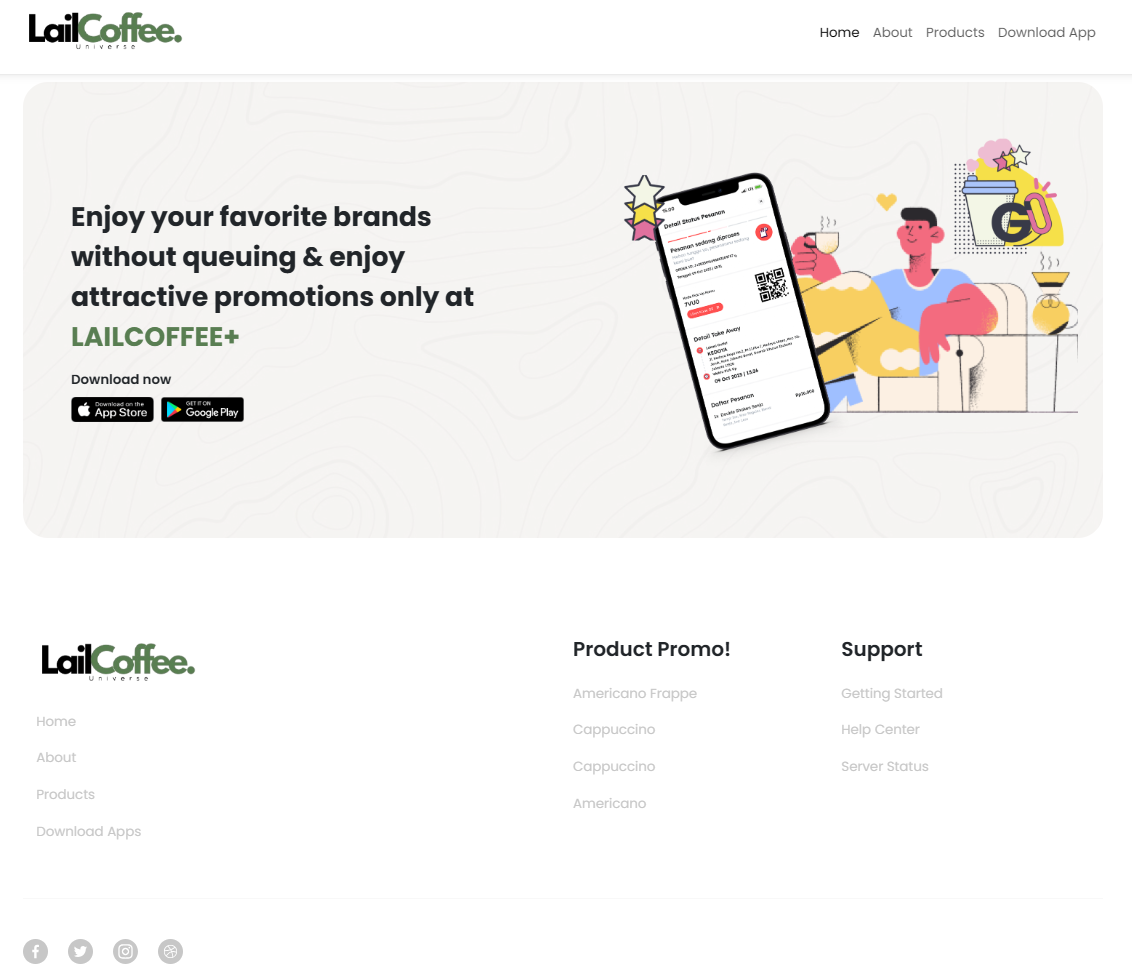 LailCoffee.
Universe
Home About Products Download App
Enjoy your favorite brands
without queuing & enjoy
attractive promotions only at
LAILCOFFEE+
Download now
Download on the
App Store
GET IT ON
Google Play
Detail Status Pesanan
Pesanan sedang diproses
7VU0
Detail Take Away
KEDOYA
09 Oct 2023 | 13:26
Daftar Pesanan
LailCoffee.
Universe
Home
About
Products
Download Apps
Product Promo!
Americano Frappe
Cappuccino
Cappuccino
Americano
Support
Getting Started
Help Center
Server Status